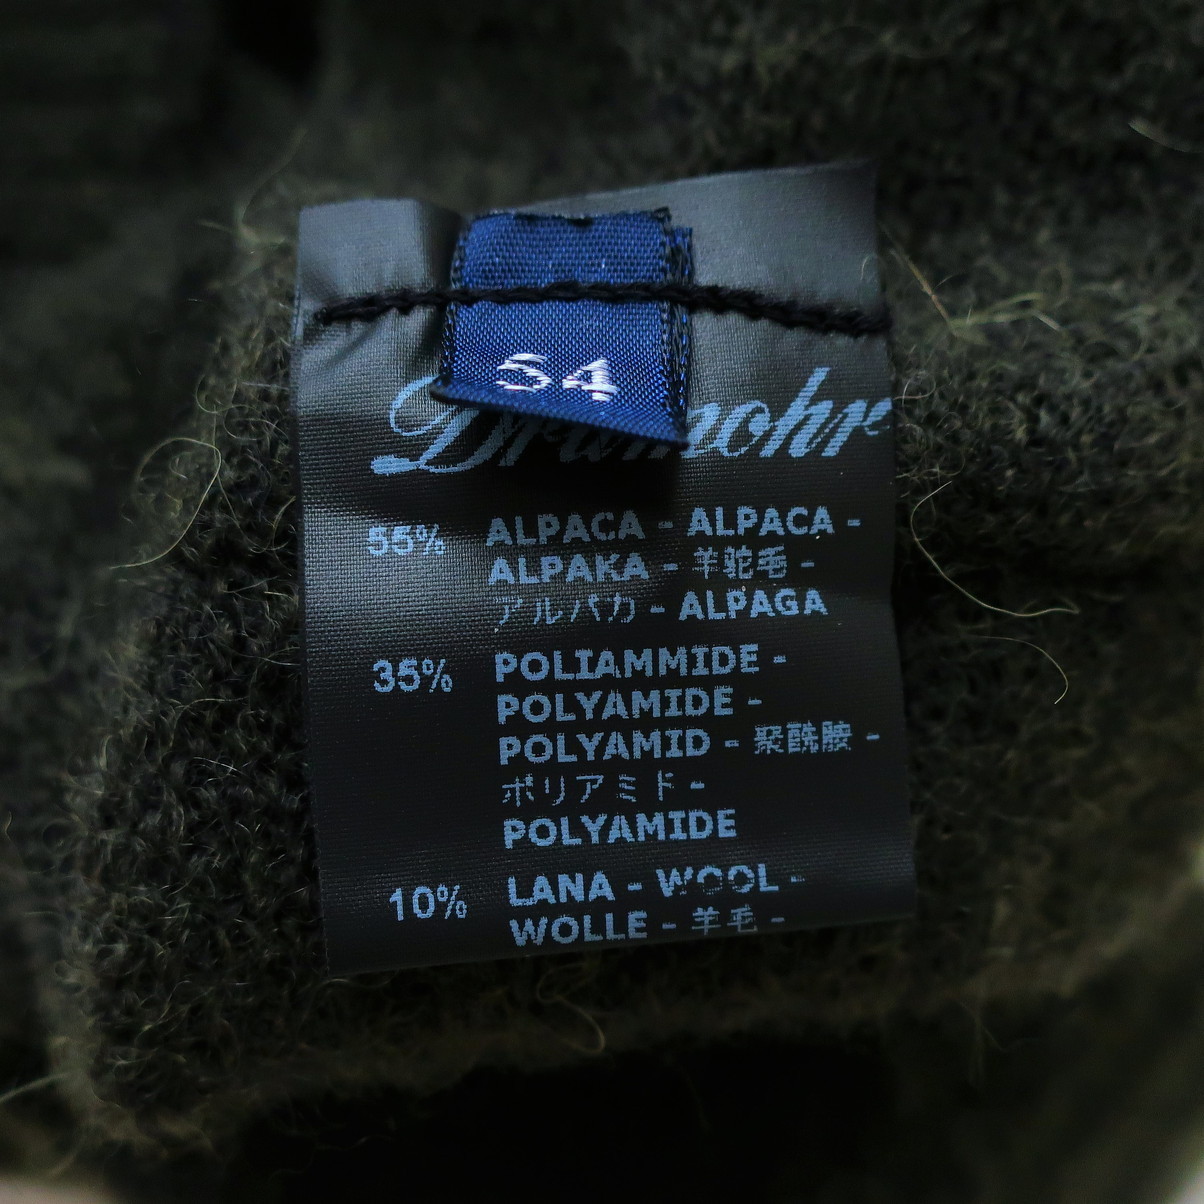 54
Drumohr
55% ALPACA - ALPACA -
ALPAKA - 羊驼毛 -
アルパカ - ALPAGA
35% POLIAMMIDE -
POLYAMIDE -
POLYAMID - 聚酰胺 -
ポリアミド -
POLYAMIDE
10% LANA - WOOL -
WOLLE - 羊毛 -